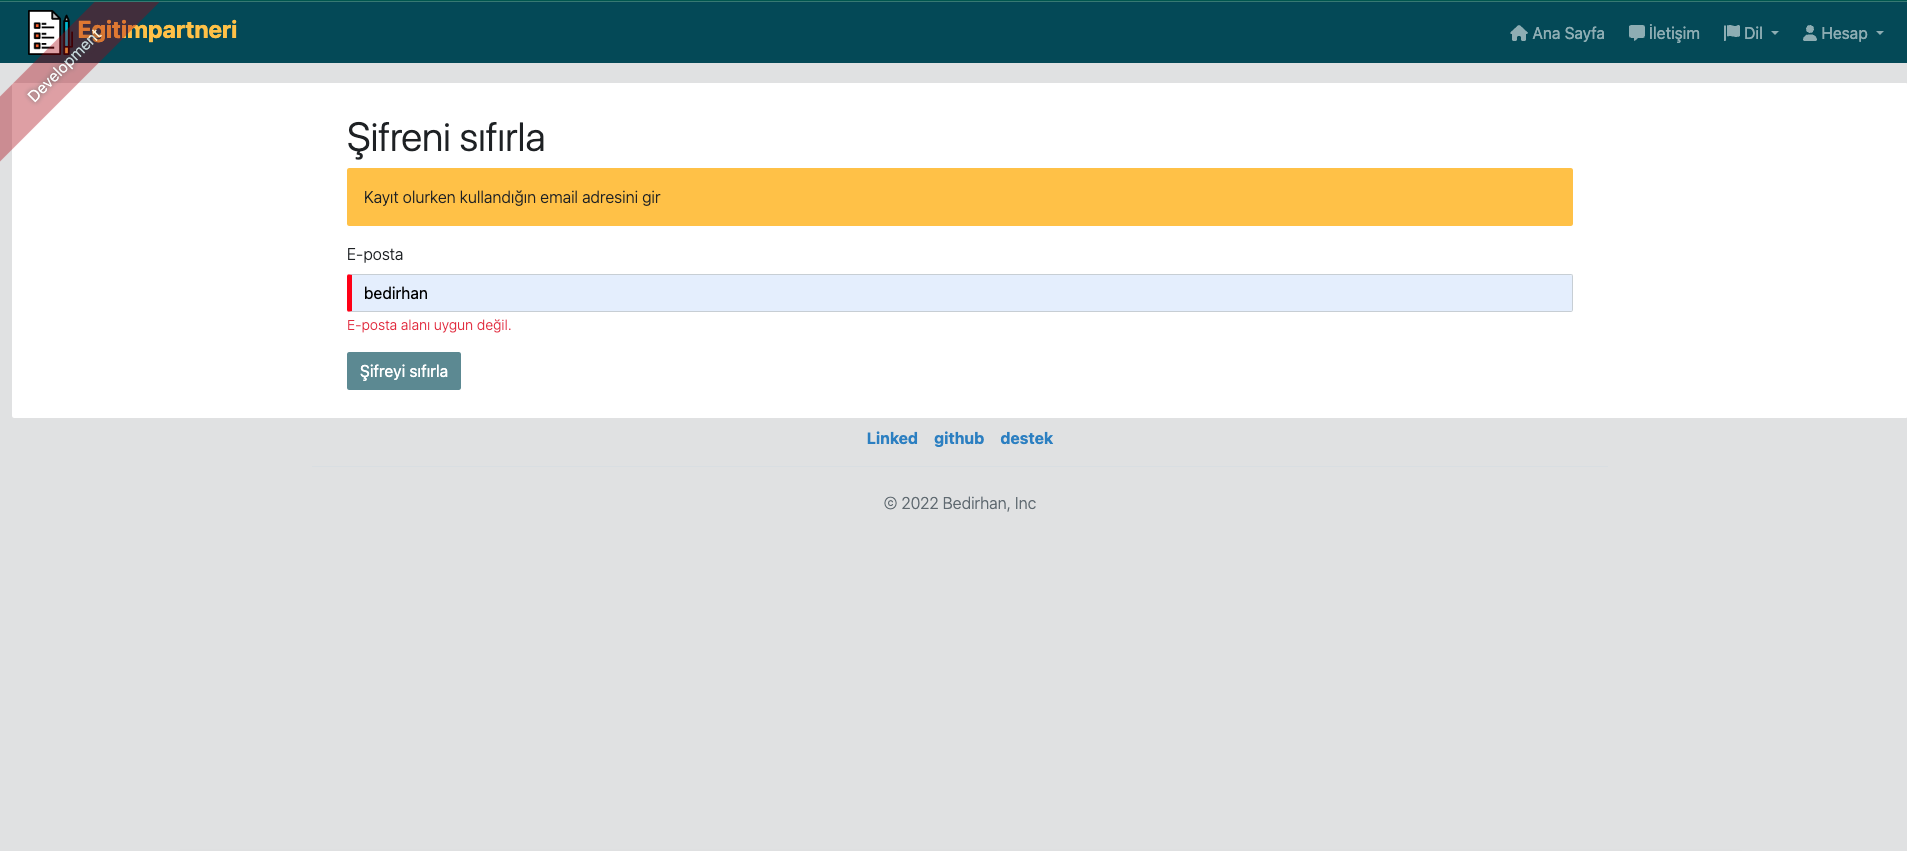 Egitimpartneri
Development
Ana Sayfa
İletişim
Dil
Hesap
Şifreni sıfırla
Kayıt olurken kullandığın email adresini gir
E-posta
bedirhan
E-posta alanı uygun değil.
Şifreyi sıfırla
Linked github destek
© 2022 Bedirhan, Inc